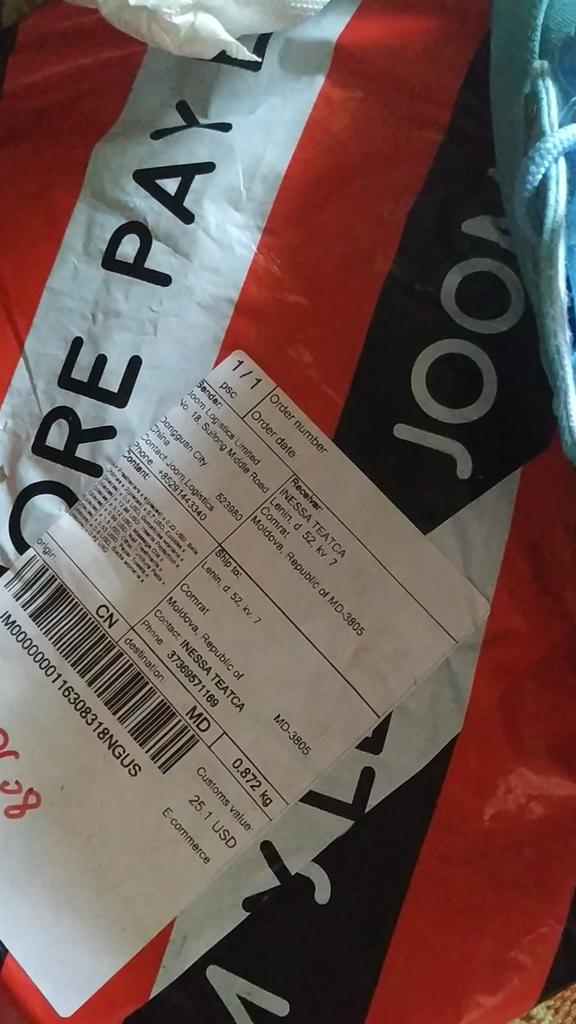 ORE PAY L
JOOM
1 / 1
psc
Order number
Order date:
Sender:
Joom Logistics Limited
No. 18, Suilong Middle Road
Dongguan City 523980
China
Contact: Joom Logistics
Phone: +85291443340
Content:
Receiver
INESSA TEATCA
Lenin, d 52, kv. 7
Comrat
Moldova, Republic of MD-3805
Ship to:
Lenin, d 52, kv. 7
Comrat
Moldova, Republic of MD-3805
Contact: INESSA TEATCA
Phone: 37369571169
origin: CN
destination: MD
0.872 kg
JM0000000116308318NGUS
Customs value:
25.1 USD
E-commerce